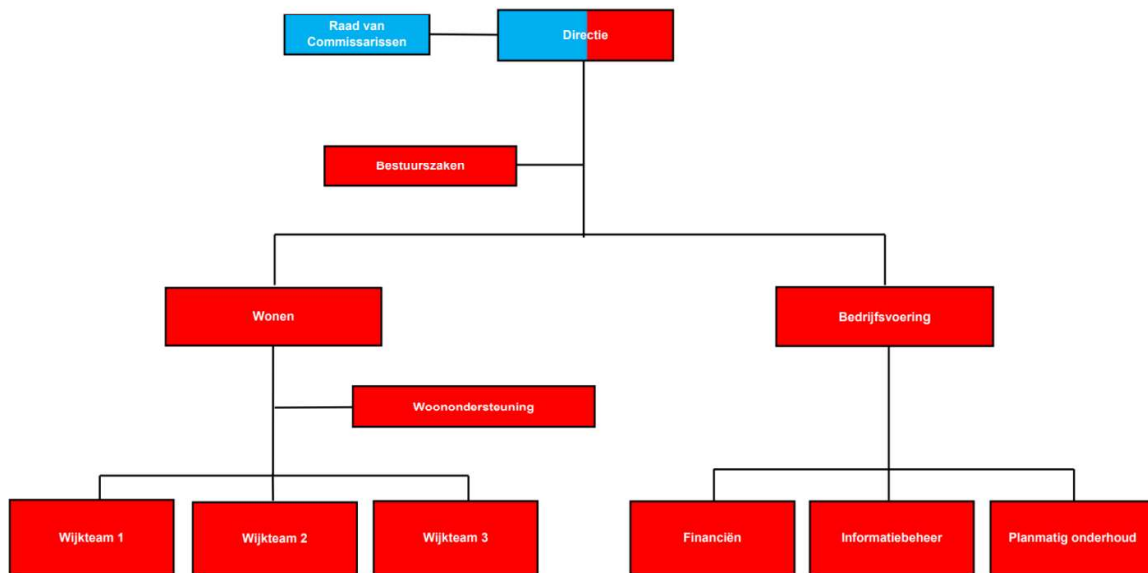 Raad van
Commissarissen
Directie
Bestuurszaken
Wonen
Bedrijfsvoering
Woonondersteuning
Wijkteam 1
Wijkteam 2
Wijkteam 3
Financiën
Informatiebeheer
Planmatig onderhoud